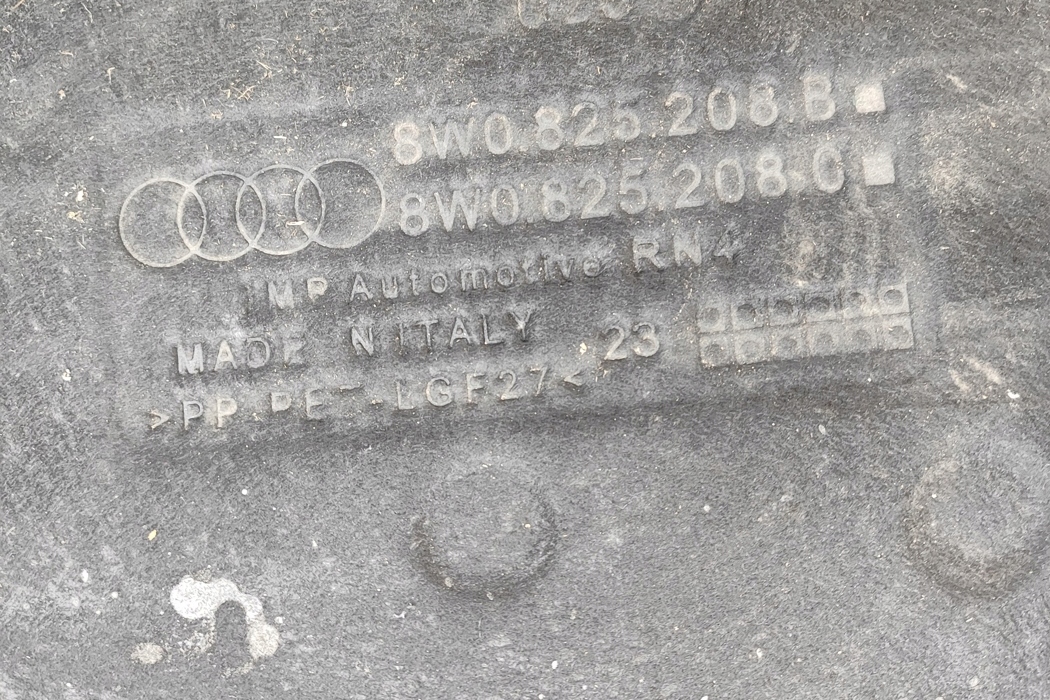 8W0.825.208.B
8W0.825.208.C
IMP Automotive RN4
MADE IN ITALY 23
>PP.PET-LGF27<